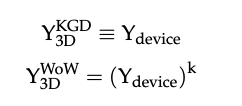 Y_{3D}^{KGD} ≡ Y_{device}
Y_{3D}^{WoW} = (Y_{device})^k